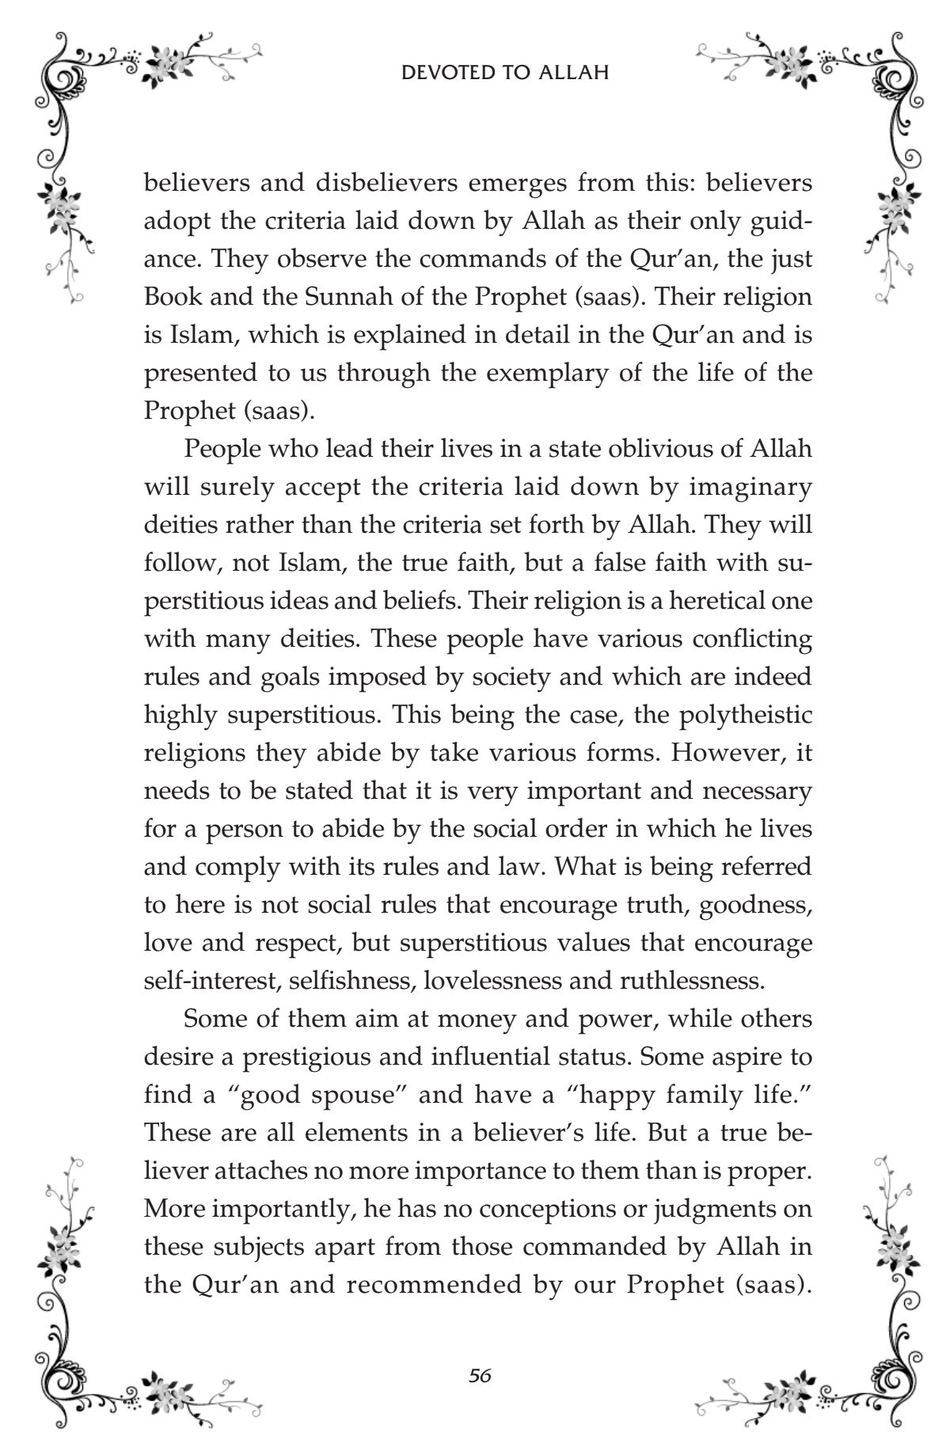 DEVOTED TO ALLAH
believers and disbelievers emerges from this: believers
adopt the criteria laid down by Allah as their only guid-
ance. They observe the commands of the Qur’an, the just
Book and the Sunnah of the Prophet (saas). Their religion
is Islam, which is explained in detail in the Qur’an and is
presented to us through the exemplary of the life of the
Prophet (saas).
People who lead their lives in a state oblivious of Allah
will surely accept the criteria laid down by imaginary
deities rather than the criteria set forth by Allah. They will
follow, not Islam, the true faith, but a false faith with su-
perstitious ideas and beliefs. Their religion is a heretical one
with many deities. These people have various conflicting
rules and goals imposed by society and which are indeed
highly superstitious. This being the case, the polytheistic
religions they abide by take various forms. However, it
needs to be stated that it is very important and necessary
for a person to abide by the social order in which he lives
and comply with its rules and law. What is being referred
to here is not social rules that encourage truth, goodness,
love and respect, but superstitious values that encourage
self-interest, selfishness, lovelessness and ruthlessness.
Some of them aim at money and power, while others
desire a prestigious and influential status. Some aspire to
find a “good spouse” and have a “happy family life.”
These are all elements in a believer’s life. But a true be-
liever attaches no more importance to them than is proper.
More importantly, he has no conceptions or judgments on
these subjects apart from those commanded by Allah in
the Qur’an and recommended by our Prophet (saas).
56